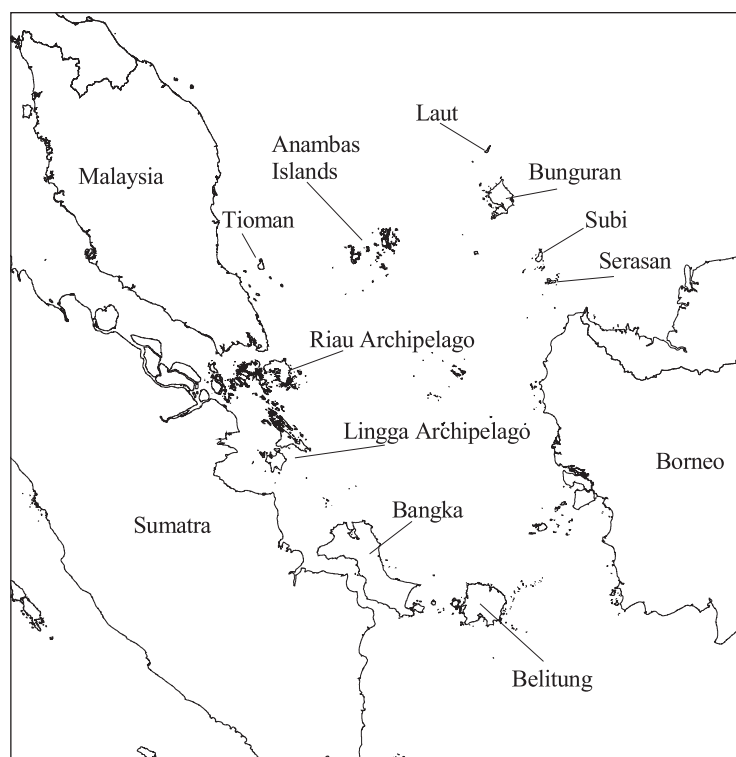 Laut
Anambas
Islands
Malaysia
Bunguran
Tioman
Subi
Serasan
Riau Archipelago
Lingga Archipelago
Borneo
Bangka
Sumatra
Belitung